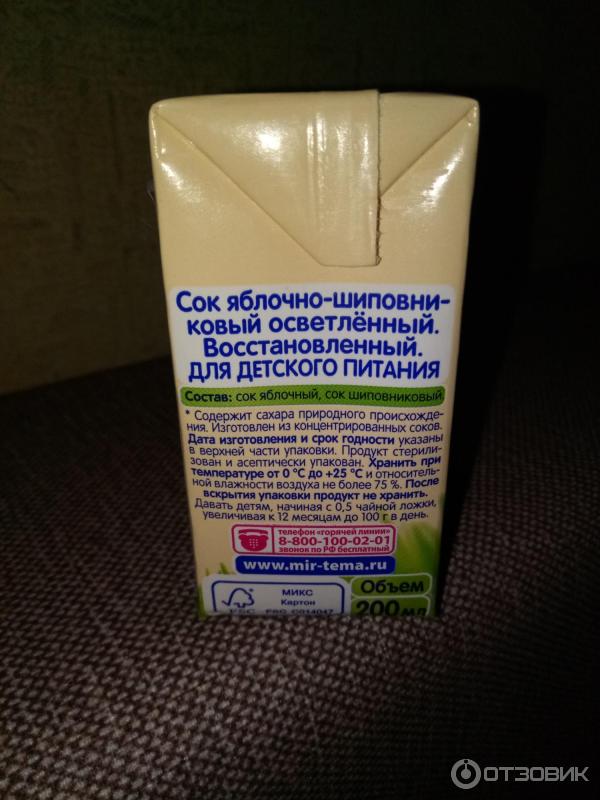 Сок яблочно-шиповни-
ковый осветлённый.
Восстановленный.
ДЛЯ ДЕТСКОГО ПИТАНИЯ
Состав: сок яблочный, сок шиповниковый
* Содержит сахара природного происхожде-
ния. Изготовлен из концентрированных соков.
Дата изготовления и срок годности указаны
в верхней части упаковки. Продукт стерили-
зован и асептически упакован. Хранить при
температуре от 0 °С до +25 °С и относитель-
ной влажности воздуха не более 75 %. После
вскрытия упаковки продукт не хранить.
Давать детям, начиная с 0,5 чайной ложки,
увеличивая к 12 месяцам до 100 г в день.
телефон «горячей линии»
8-800-100-02-01
звонок по РФ бесплатный
www.mir-tema.ru
МИКС
Картон
FSC
FSC C014047
Объем
200мл
ОТЗОВИК